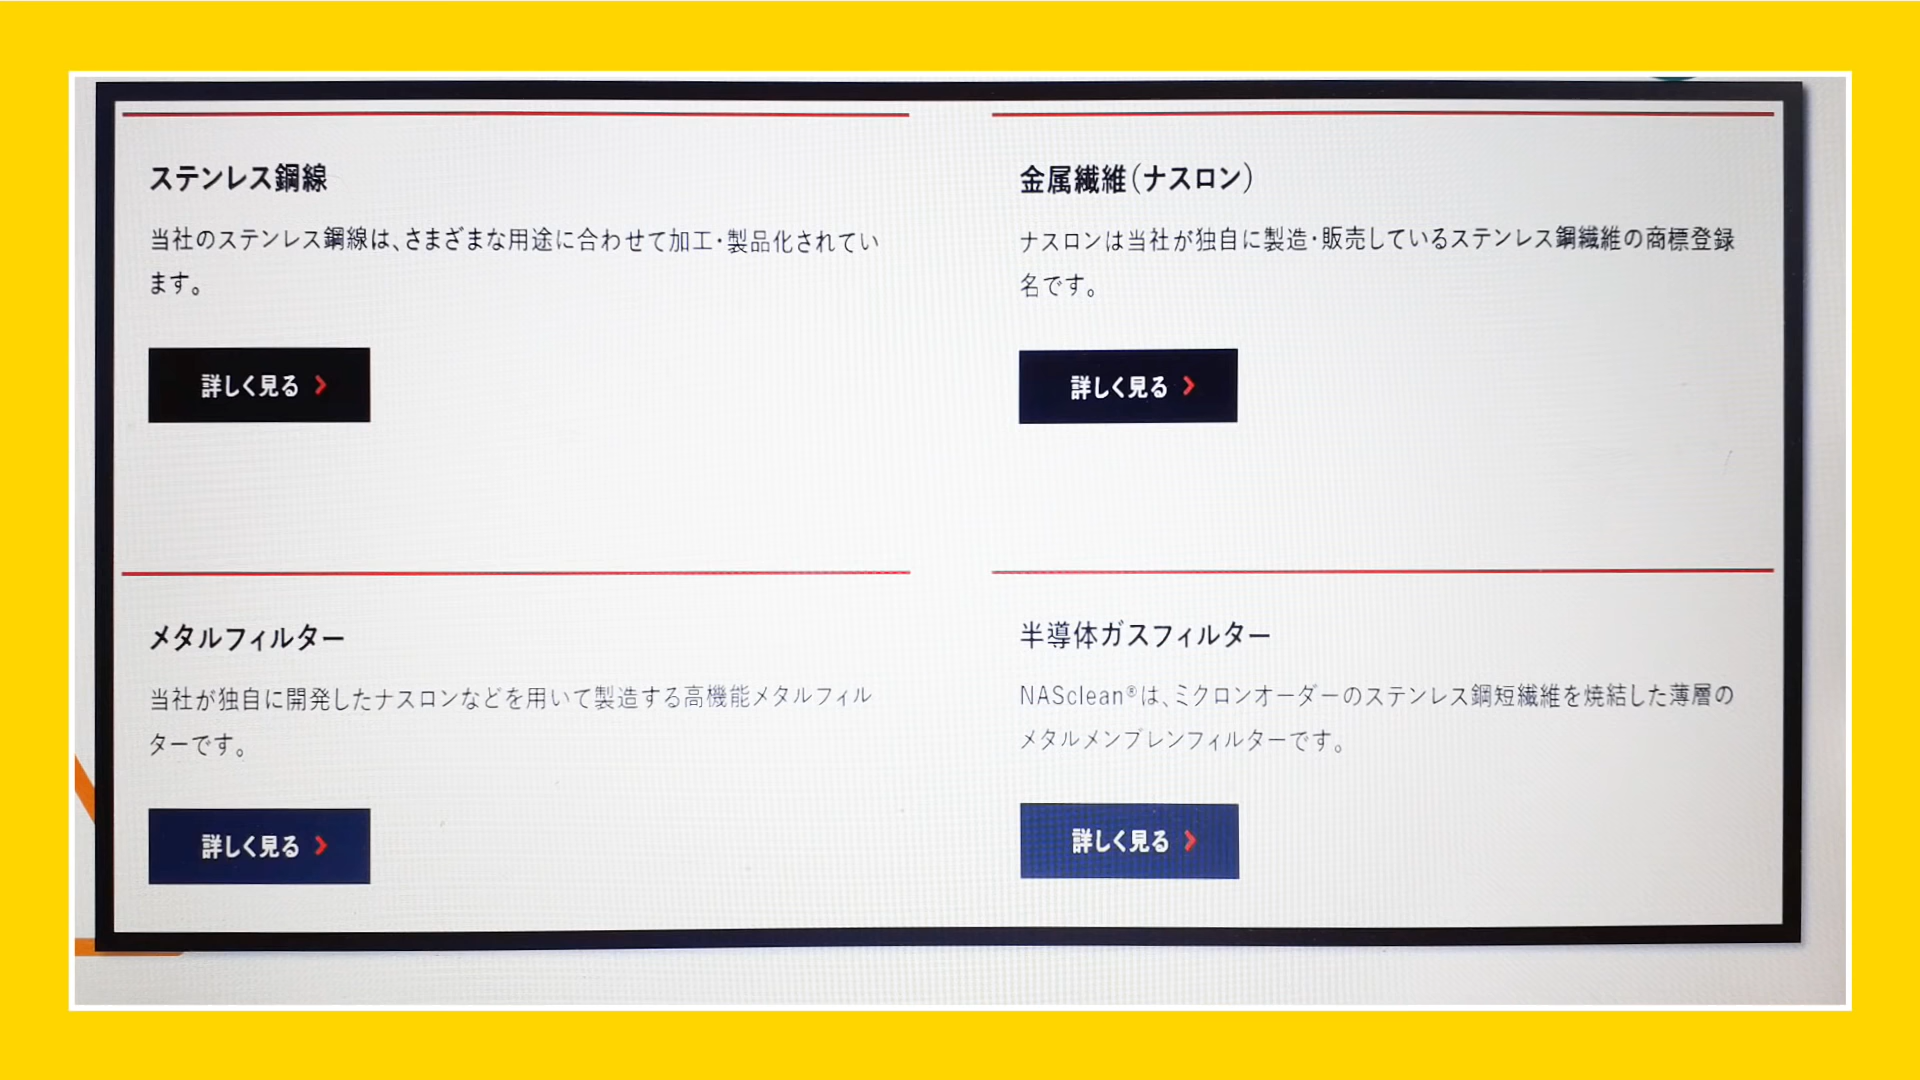 ステンレス鋼線
当社のステンレス鋼線は、さまざまな用途に合わせて加工・製品化されてい
ます。
詳しく見る
金属繊維(ナスロン)
ナスロンは当社が独自に製造・販売しているステンレス鋼繊維の商標登録
名です。
詳しく見る
メタルフィルター
当社が独自に開発したナスロンなどを用いて製造する高機能メタルフィル
ターです。
詳しく見る
半導体ガスフィルター
NASclean®は、ミクロンオーダーのステンレス鋼短繊維を焼結した薄層の
メタルメンブレンフィルターです。
詳しく見る